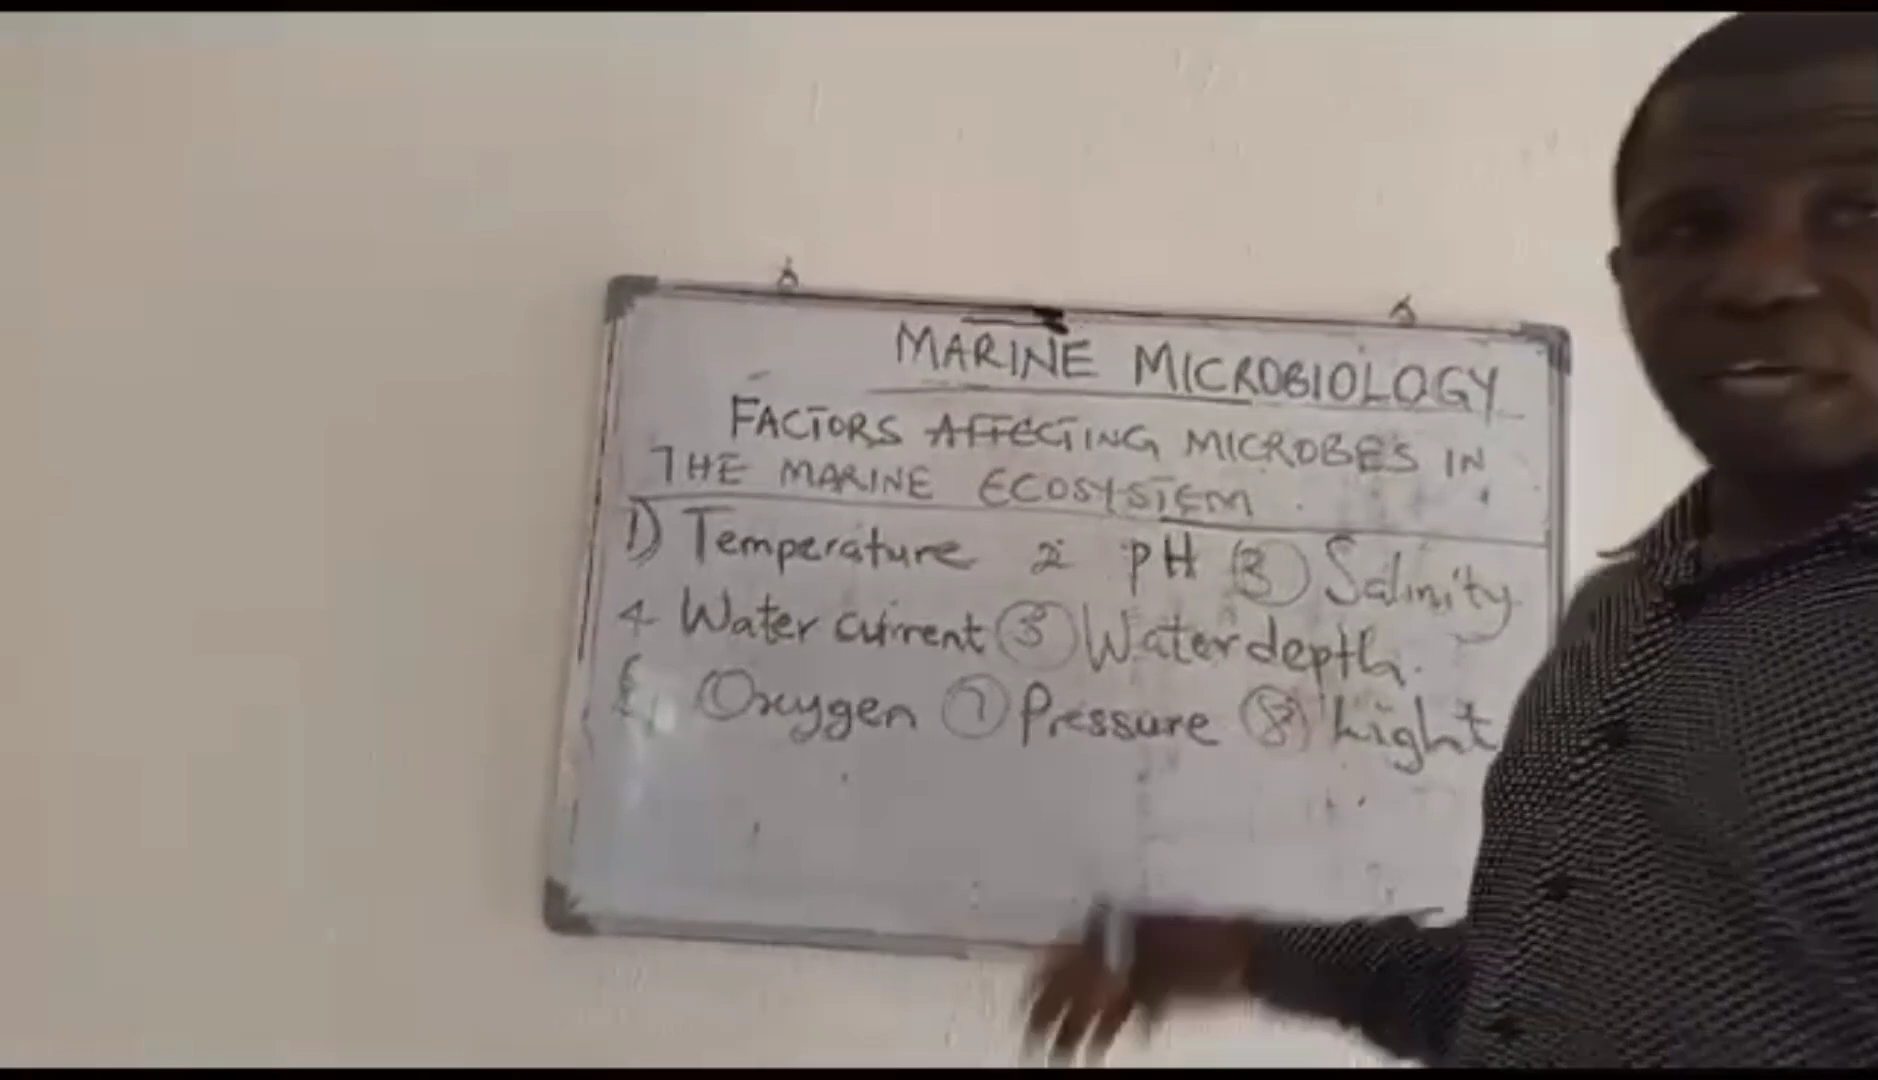 MARINE MICROBIOLOGY
FACTORS AFFECTING MICROBES IN
THE MARINE ECOSYSTEM
1) Temperature 2 pH 3 Salinity
4 Water current 5 Water depth.
6 Oxygen 7 Pressure 8 Light